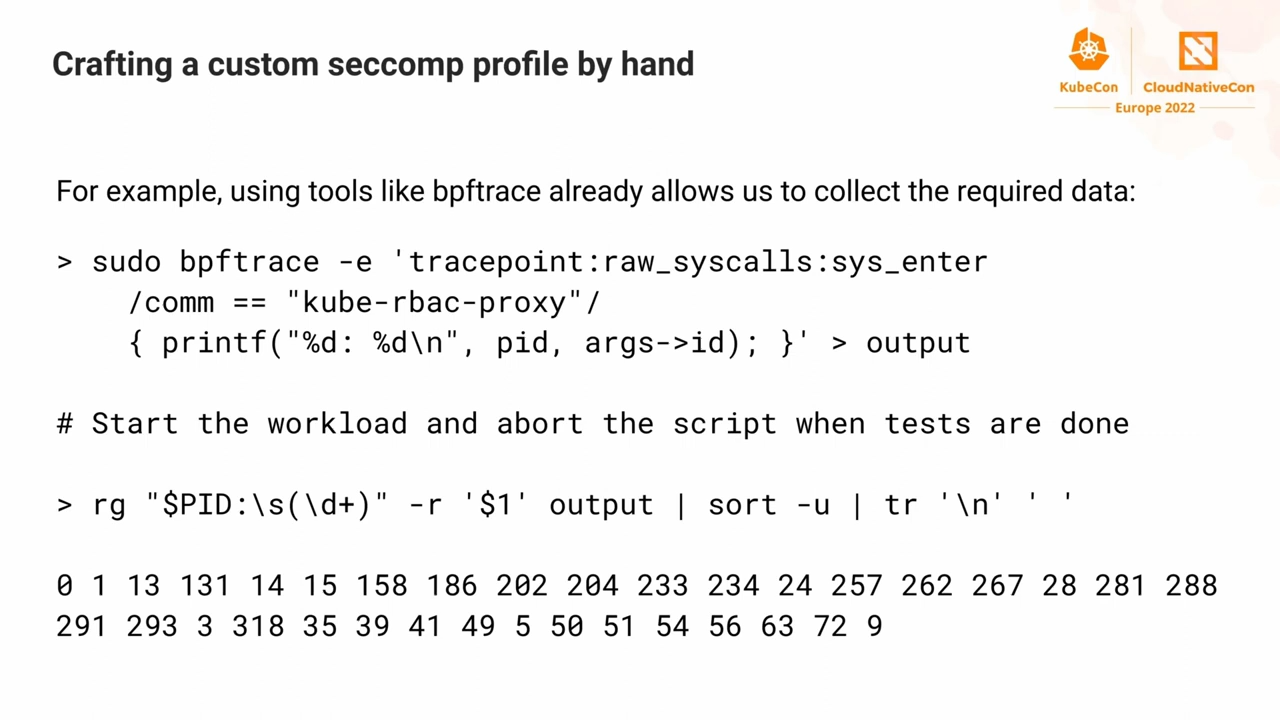 Crafting a custom seccomp profile by hand
KubeCon
CloudNativeCon
Europe 2022
For example, using tools like bpftrace already allows us to collect the required data:
> sudo bpftrace -e 'tracepoint:raw_syscalls:sys_enter
/comm == "kube-rbac-proxy"/
{ printf("%d: %d\n", pid, args->id); }' > output
# Start the workload and abort the script when tests are done
> rg "$PID:\s(\d+)" -r '$1' output | sort -u | tr '\n' ' '
0 1 13 131 14 15 158 186 202 204 233 234 24 257 262 267 28 281 288
291 293 3 318 35 39 41 49 5 50 51 54 56 63 72 9